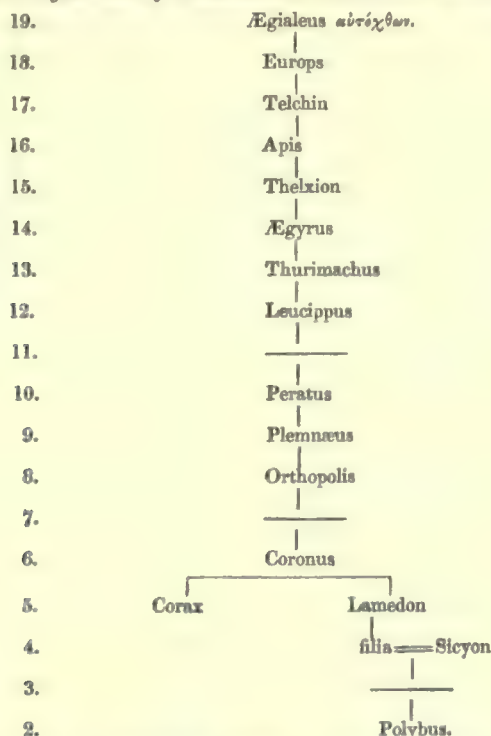 19. Ægialeus αὐτόχθων.
18. Europs
17. Telchin
16. Apis
15. Thelxion
14. Ægyrus
13. Thurimachus
12. Leucippus
11.
10. Peratus
9. Plemnæus
8. Orthopolis
7.
6. Coronus
5. Corax Lamedon
4. filia Sicyon
3.
2. Polybus.